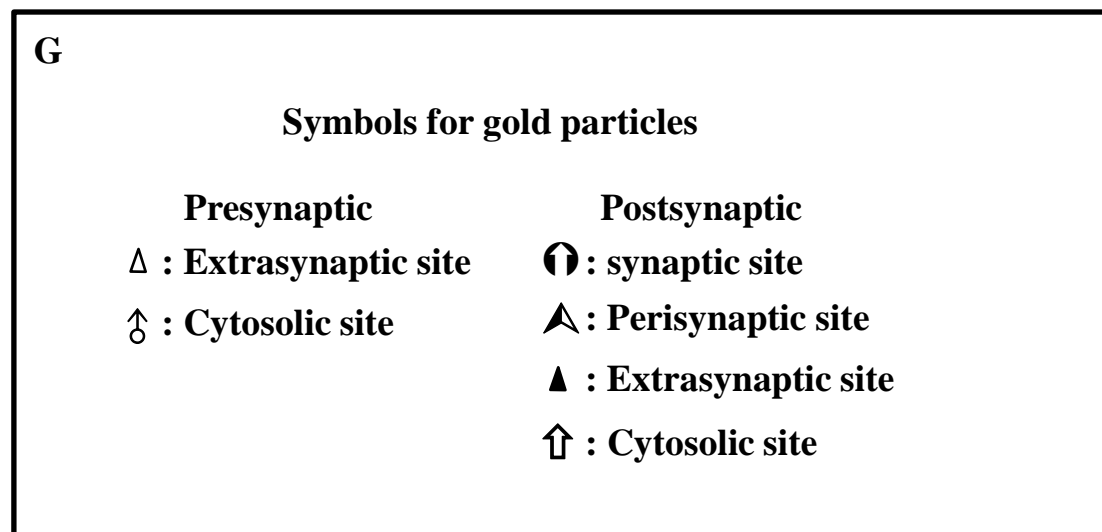 G
Symbols for gold particles
Presynaptic
Postsynaptic
: Extrasynaptic site
: synaptic site
: Cytosolic site
: Perisynaptic site
: Extrasynaptic site
: Cytosolic site